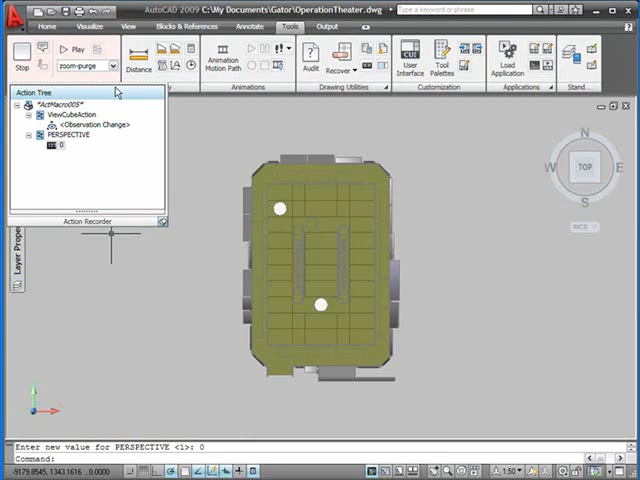 AutoCAD 2009 C:\My Documents\Gator\OperationTheater.dwg
Type a keyword or phrase
Home
Insert
View
Blocks & References
Annotate
Tools
Output
Stop
Play
zoom-purge
Distance
Animation
Motion Path
Audit
Recover
User
Interface
Tool
Palettes
Load
Application
Animations
Drawing Utilities
Customization
Applications
Stand...
Action Tree
*ActMacro005*
ViewCubeAction
<Observation Change>
PERSPECTIVE
0
Action Recorder
Layer Prope
N
W
TOP
E
S
WCS
Enter new value for PERSPECTIVE <1>: 0
Command:
-9179.8545, 1343.1616, 0.0000
1:50